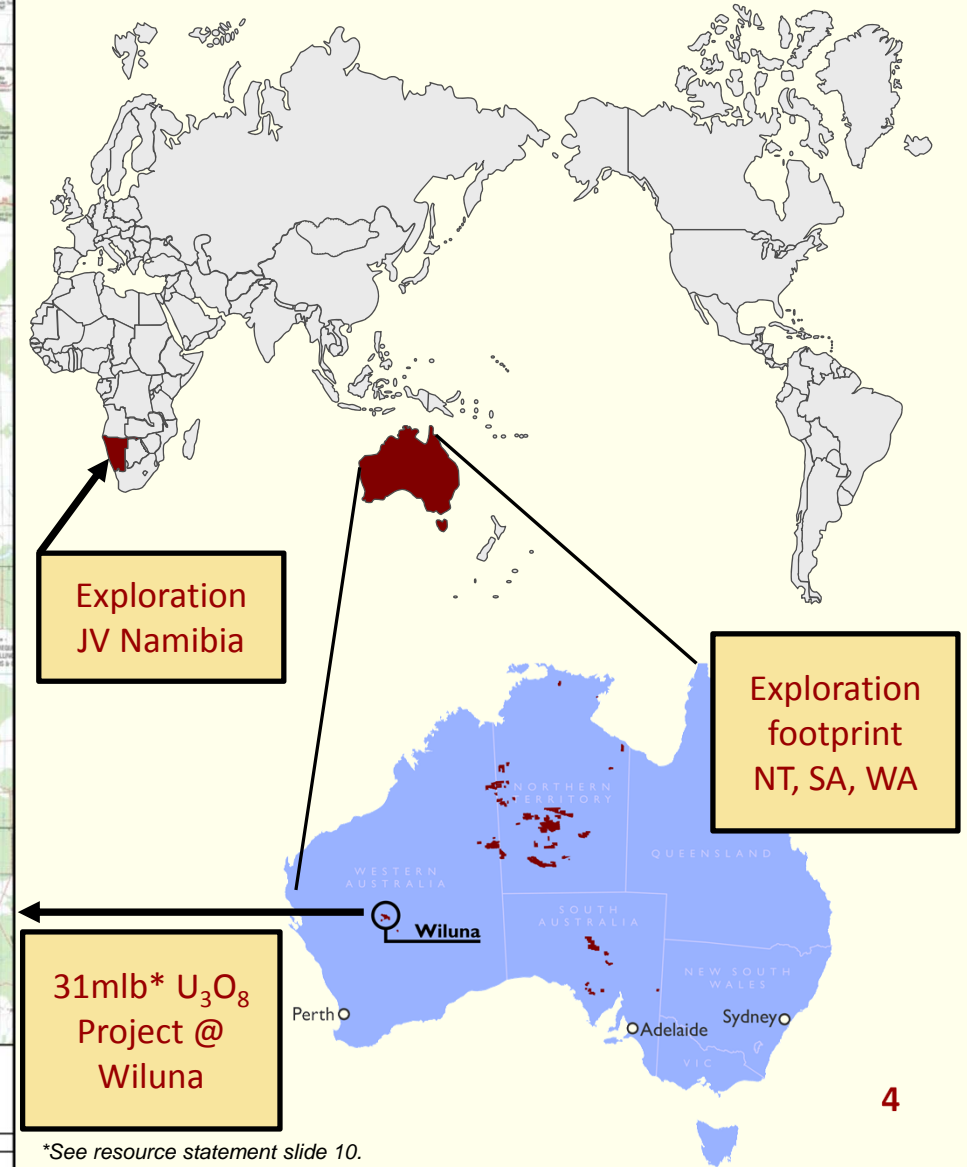 Exploration
JV Namibia
Exploration
footprint
NT, SA, WA
NORTHERN
TERRITORY
QUEENSLAND
WESTERN
AUSTRALIA
SOUTH
AUSTRALIA
Wiluna
NEW SOUTH
WALES
31mlb* U₃O₈
Project @
Wiluna
Perth
Adelaide
Sydney
VIC
4
*See resource statement slide 10.